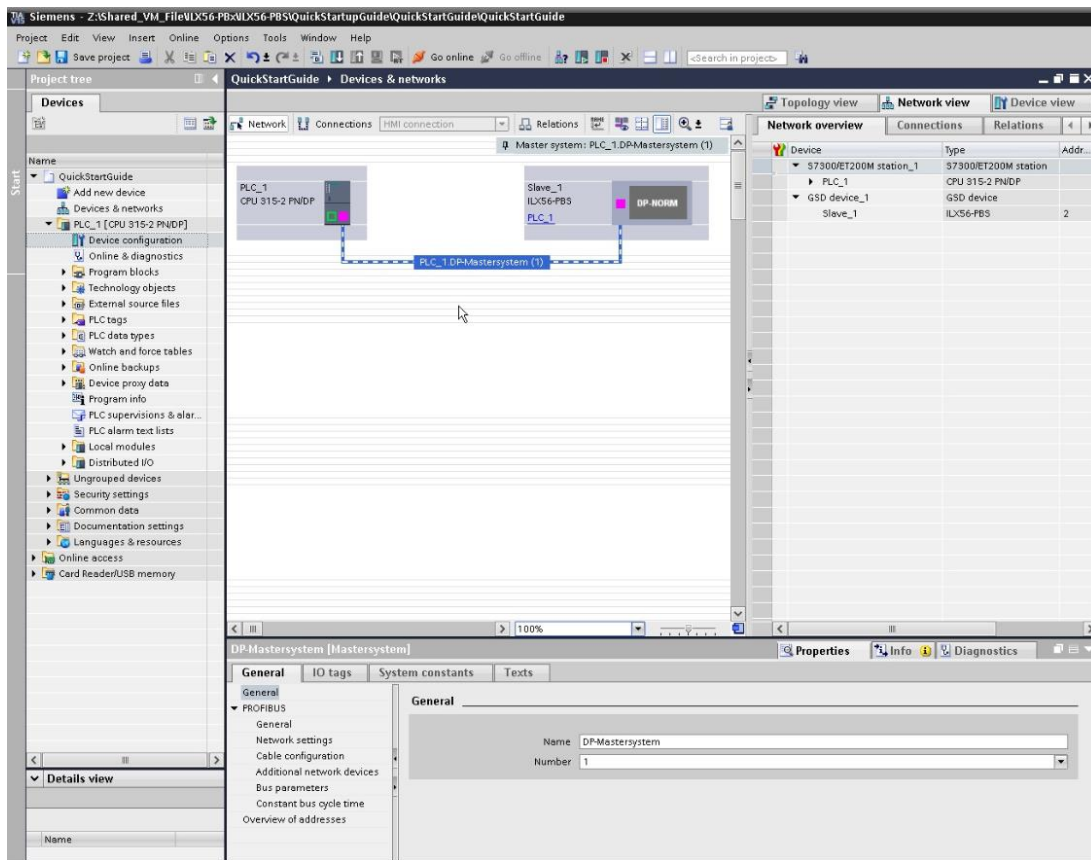 Siemens - Z:\Shared_VM_File\ILX56-PBx\ILX56-PBS\QuickStartupGuide\QuickStartGuide\QuickStartGuide
Project Edit View Insert Online Options Tools Window Help
Save project Go online Go offline <Search in project>
Project tree
QuickStartGuide Devices & networks
Devices
Topology view Network view Device view
Network Connections HMI connection Relations
Network overview Connections Relations
Master system: PLC_1.DP-Mastersystem (1)
Start
Name
QuickStartGuide
Add new device
Devices & networks
PLC_1 [CPU 315-2 PN/DP]
Device configuration
Online & diagnostics
Program blocks
Technology objects
External source files
PLC tags
PLC data types
Watch and force tables
Online backups
Device proxy data
Program info
PLC supervisions & alar...
PLC alarm text lists
Local modules
Distributed I/O
Ungrouped devices
Security settings
Common data
Documentation settings
Languages & resources
Online access
Card Reader/USB memory
PLC_1
CPU 315-2 PN/DP
Slave_1
ILX56-PBS
PLC_1
DP-NORM
PLC_1.DP-Mastersystem (1)
Device Type Addr...
S7300/ET200M station_1 S7300/ET200M station
PLC_1 CPU 315-2 PN/DP
GSD device_1 GSD device
Slave_1 ILX56-PBS 2
100%
DP-Mastersystem [Mastersystem]
Properties Info Diagnostics
General IO tags System constants Texts
General
PROFIBUS
General
Network settings
Cable configuration
Additional network devices
Bus parameters
Constant bus cycle time
Overview of addresses
General
Name DP-Mastersystem
Number 1
Details view
Name